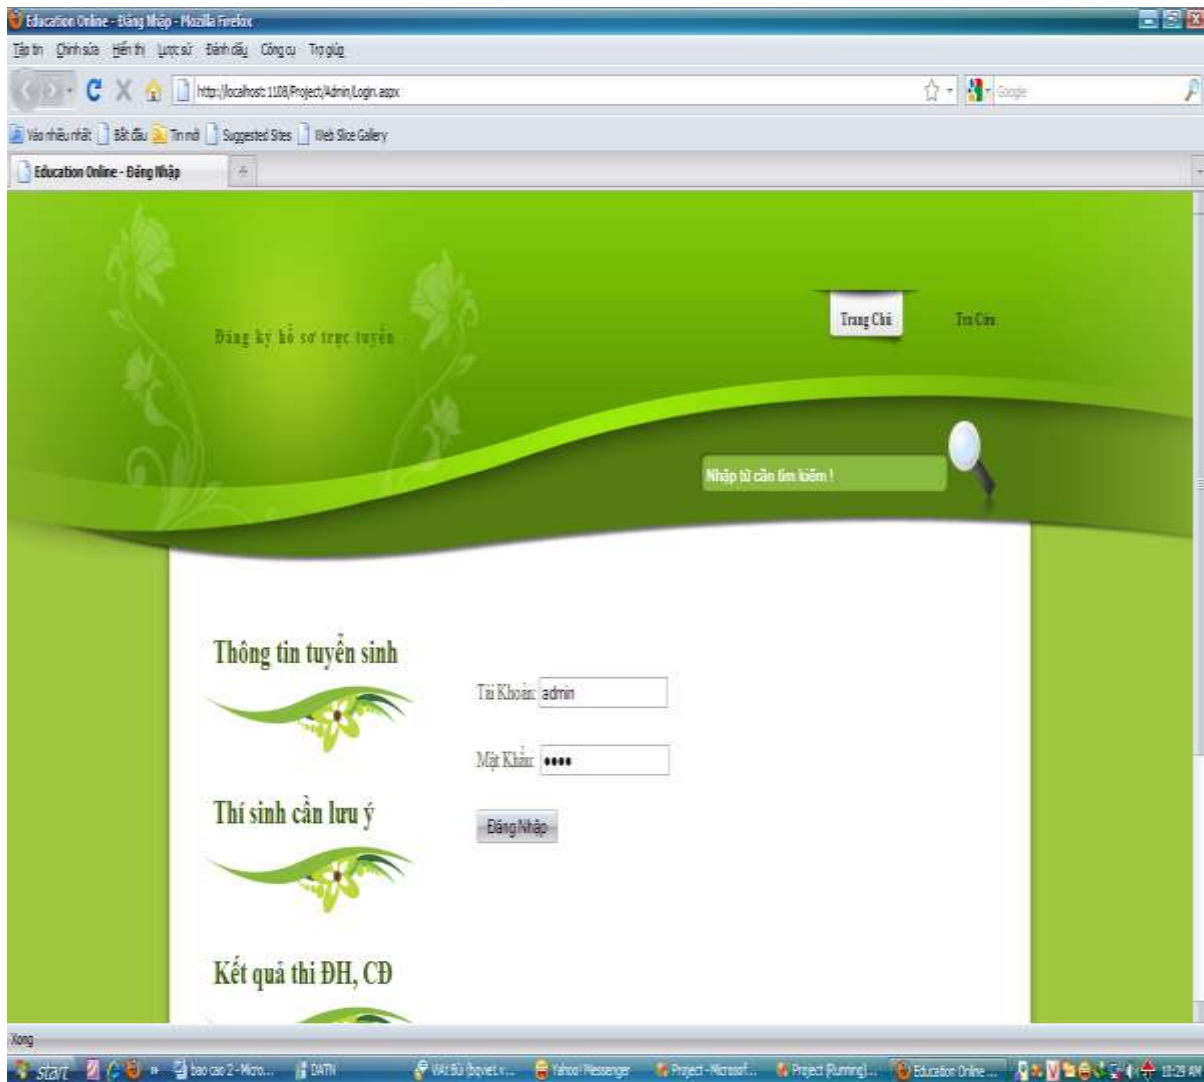 Education Online - Đăng Nhập - Mozilla Firefox
Tập tin Chỉnh sửa Hiển thị Lược sử Đánh dấu Công cụ Trợ giúp
http://localhost:1108/Project/Admin/Login.aspx
Google
Vào nhiều nhất Bắt đầu Tin mới Suggested Sites Web Slice Gallery
Education Online - Đăng Nhập
Trang Chủ Tra Cứu
Đăng ký hồ sơ trực tuyến
Nhập từ cần tìm kiếm !
Thông tin tuyển sinh
Tài Khoản: admin
Mật Khẩu: ••••
Thí sinh cần lưu ý
Đăng Nhập
Kết quả thi ĐH, CĐ
Xong
start bao cao 2 - Micro... DATN Yahoo! Messenger Project - Microsof... Project (Running)... Education Online ... 11:29 AM